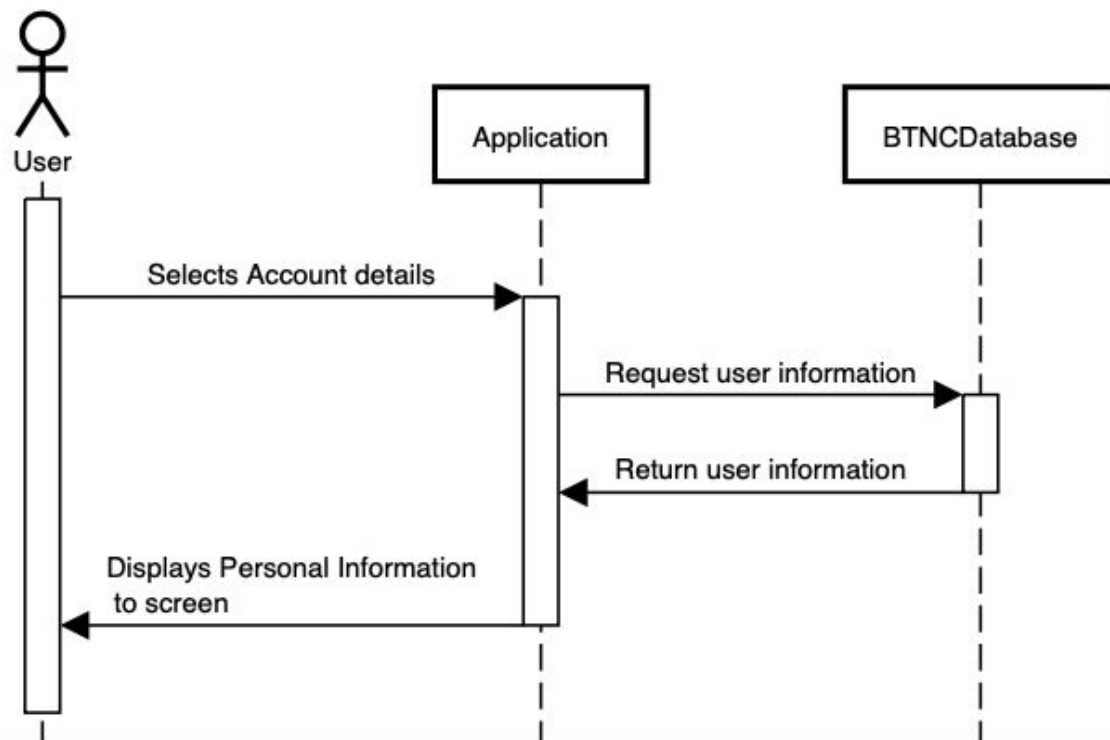 User
Application
BTNCDatabase
Selects Account details
Request user information
Return user information
Displays Personal Information
to screen